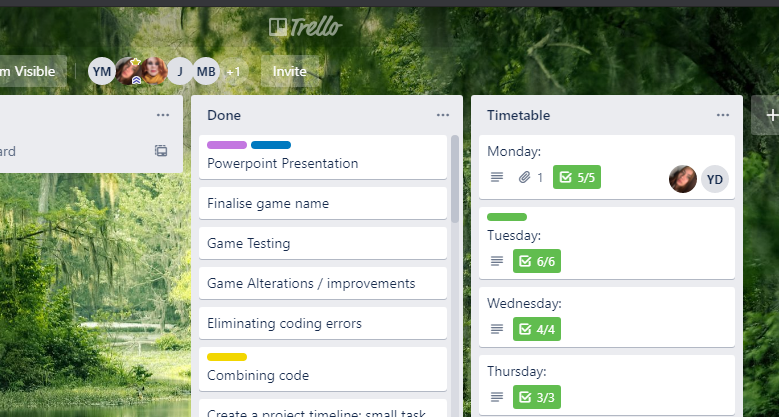 Trello
m Visible
YM
J
MB
+1
Invite
ard
Done
Powerpoint Presentation
Finalise game name
Game Testing
Game Alterations / improvements
Eliminating coding errors
Combining code
Create a project timeline: small task
Timetable
Monday:
1
5/5
YD
Tuesday:
6/6
Wednesday:
4/4
Thursday:
3/3